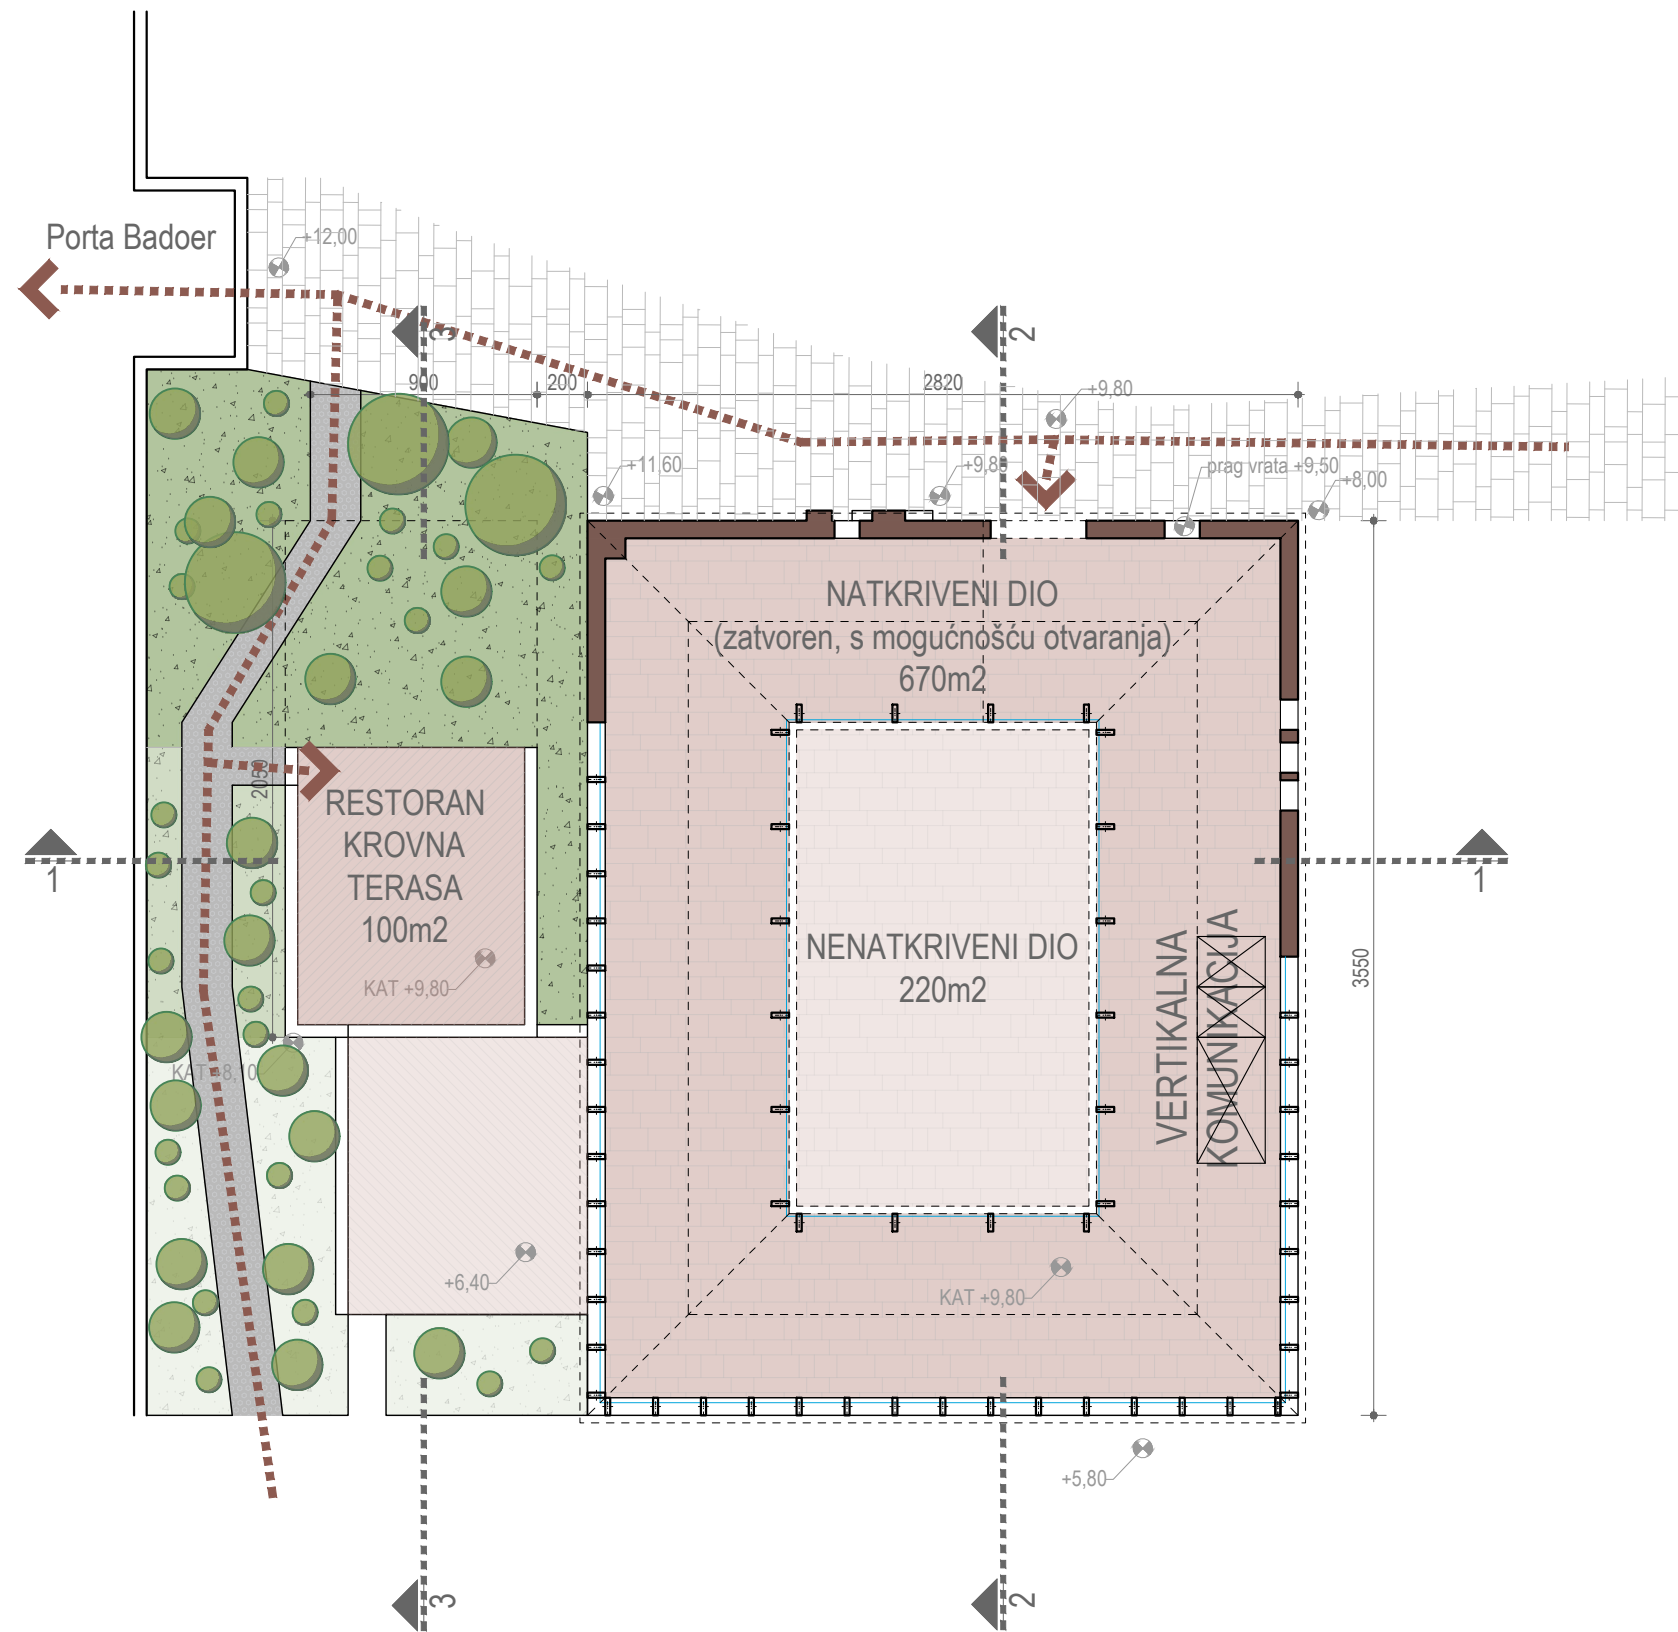 Porta Badoer
+12,00
3
2
900
200
2820
+9,80
+11,60
+9,8
prag vrata +9,50
+8,00
NATKRIVENI DIO
(zatvoren, s mogućnošću otvaranja)
670m2
2050
RESTORAN
KROVNA
TERASA
100m2
KAT +9,80
1
1
NENATKRIVENI DIO
220m2
VERTIKALNA
KOMUNIKACIJA
3550
KAT +8,10
+6,40
KAT +9,80
+5,80
3
2